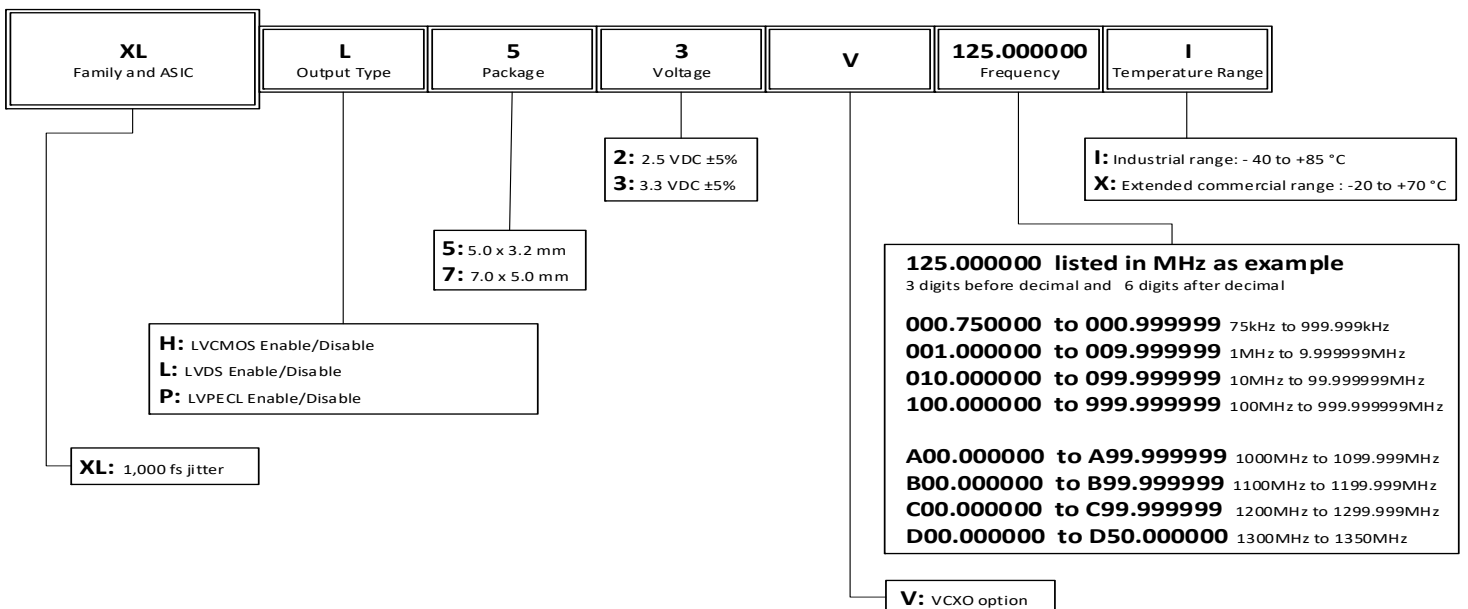 XL
Family and ASIC
L
Output Type
5
Package
3
Voltage
V
125.000000
Frequency
I
Temperature Range
2: 2.5 VDC ±5%
3: 3.3 VDC ±5%
I: Industrial range: - 40 to +85 °C
X: Extended commercial range : -20 to +70 °C
5: 5.0 x 3.2 mm
7: 7.0 x 5.0 mm
125.000000 listed in MHz as example
3 digits before decimal and 6 digits after decimal
000.750000 to 000.999999 75kHz to 999.999kHz
001.000000 to 009.999999 1MHz to 9.999999MHz
010.000000 to 099.999999 10MHz to 99.999999MHz
100.000000 to 999.999999 100MHz to 999.999999MHz
A00.000000 to A99.999999 1000MHz to 1099.999MHz
B00.000000 to B99.999999 1100MHz to 1199.999MHz
C00.000000 to C99.999999 1200MHz to 1299.999MHz
D00.000000 to D50.000000 1300MHz to 1350MHz
H: LVCMOS Enable/Disable
L: LVDS Enable/Disable
P: LVPECL Enable/Disable
XL: 1,000 fs jitter
V: VCXO option